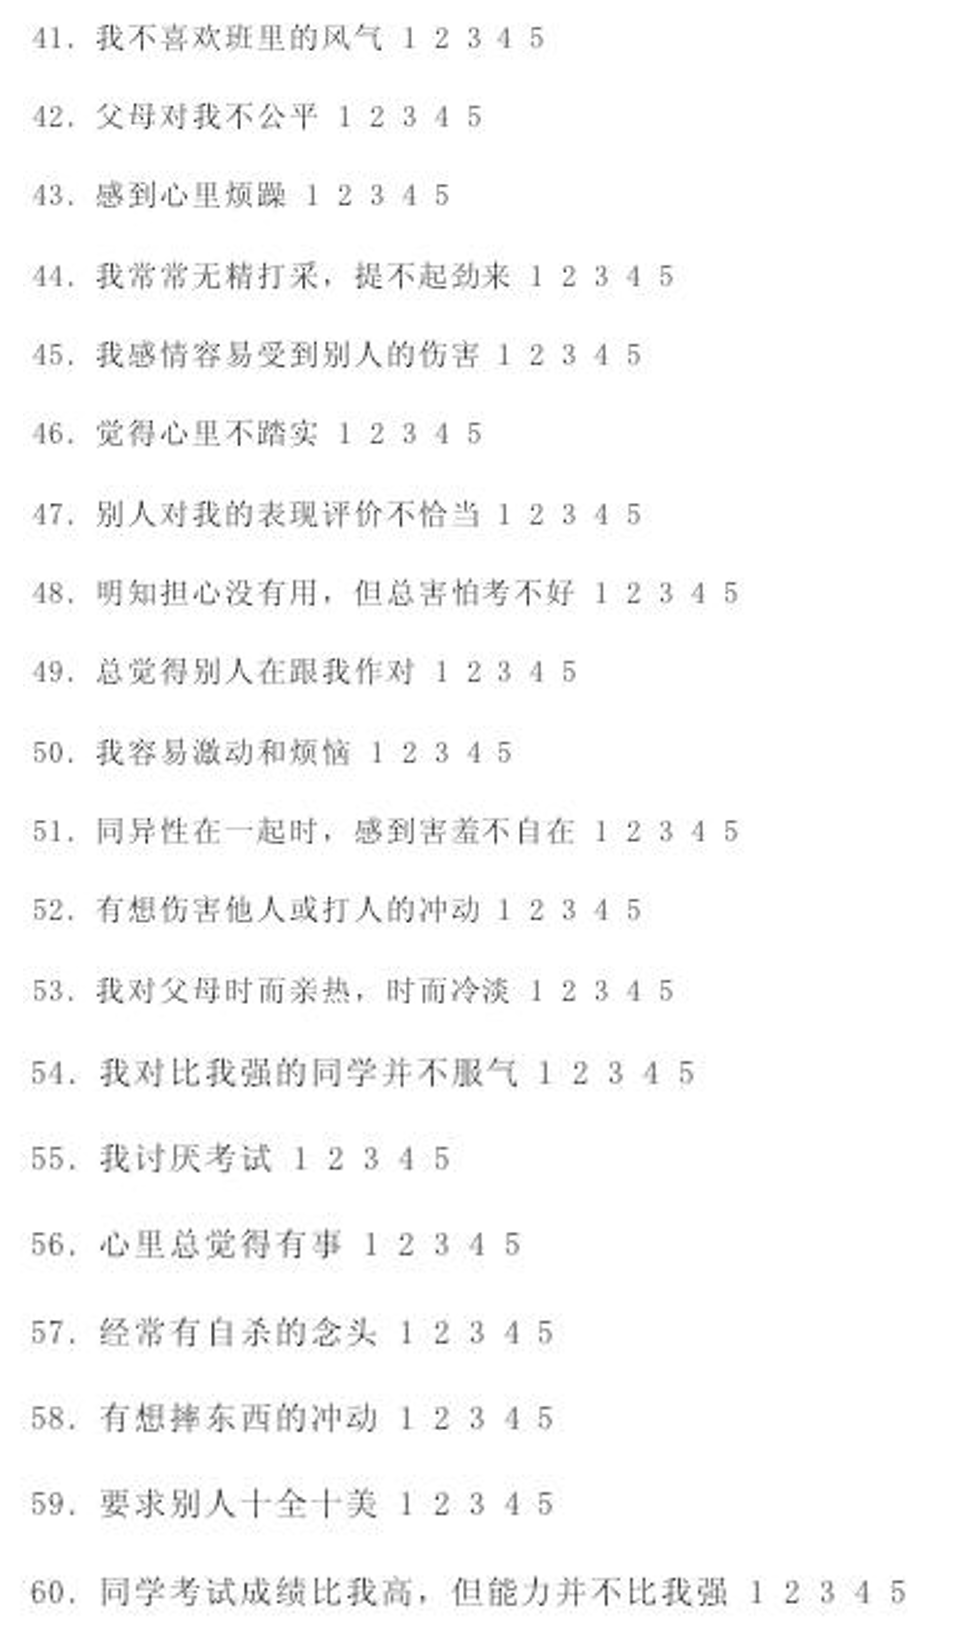 41. 我不喜欢班里的风气 1 2 3 4 5
42. 父母对我不公平 1 2 3 4 5
43. 感到心里烦躁 1 2 3 4 5
44. 我常常无精打采，提不起劲来 1 2 3 4 5
45. 我感情容易受到别人的伤害 1 2 3 4 5
46. 觉得心里不踏实 1 2 3 4 5
47. 别人对我的表现评价不恰当 1 2 3 4 5
48. 明知担心没有用，但总害怕考不好 1 2 3 4 5
49. 总觉得别人在跟我作对 1 2 3 4 5
50. 我容易激动和烦恼 1 2 3 4 5
51. 同异性在一起时，感到害羞不自在 1 2 3 4 5
52. 有想伤害他人或打人的冲动 1 2 3 4 5
53. 我对父母时而亲热，时而冷淡 1 2 3 4 5
54. 我对比我强的同学并不服气 1 2 3 4 5
55. 我讨厌考试 1 2 3 4 5
56. 心里总觉得有事 1 2 3 4 5
57. 经常有自杀的念头 1 2 3 4 5
58. 有想摔东西的冲动 1 2 3 4 5
59. 要求别人十全十美 1 2 3 4 5
60. 同学考试成绩比我高，但能力并不比我强 1 2 3 4 5